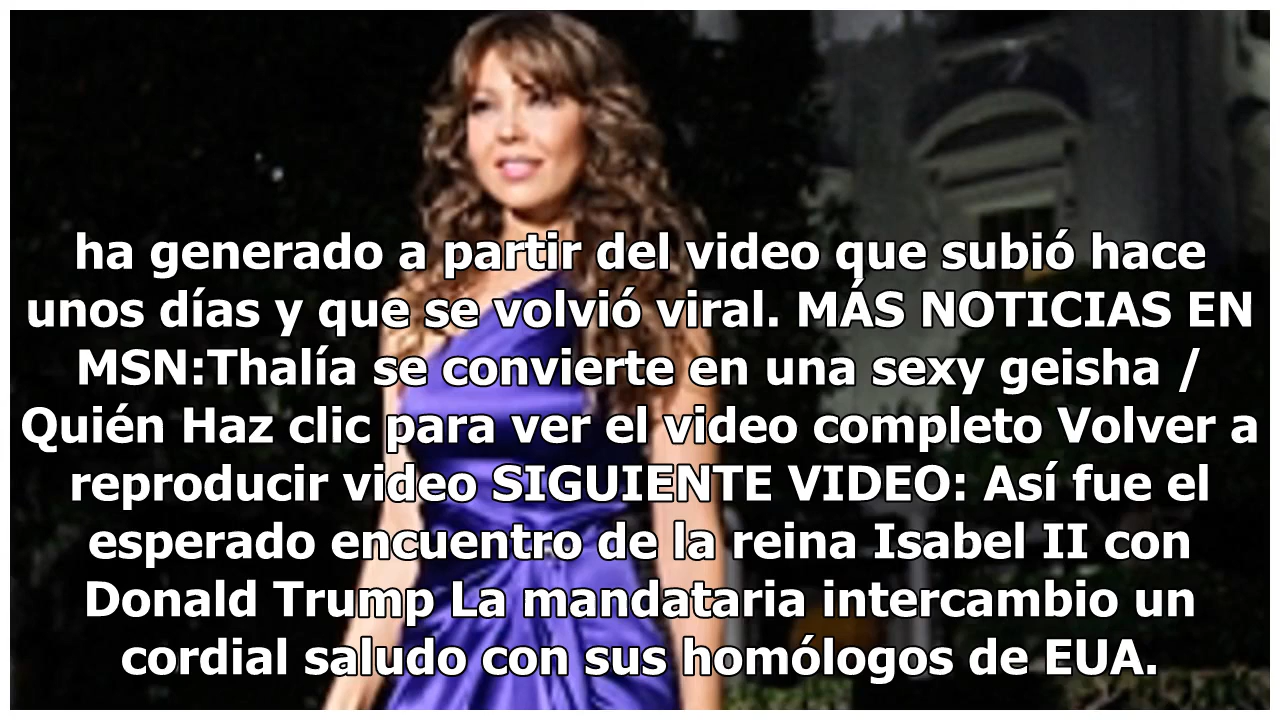 ha generado a partir del video que subió hace
unos días y que se volvió viral. MÁS NOTICIAS EN
MSN:Thalía se convierte en una sexy geisha /
Quién Haz clic para ver el video completo Volver a
reproducir video SIGUIENTE VIDEO: Así fue el
esperado encuentro de la reina Isabel II con
Donald Trump La mandataria intercambio un
cordial saludo con sus homólogos de EUA.